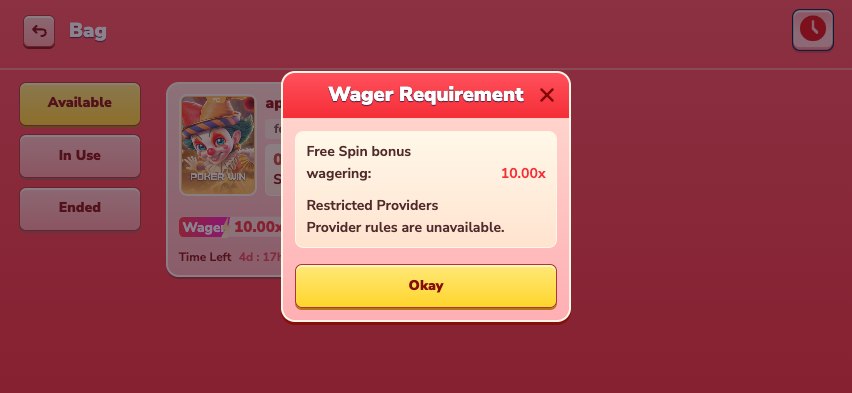 Bag
Available
In Use
Ended
POKER WIN
Wager 10.00x
Time Left 4d : 17h
Wager Requirement
Free Spin bonus
wagering: 10.00x
Restricted Providers
Provider rules are unavailable.
Okay